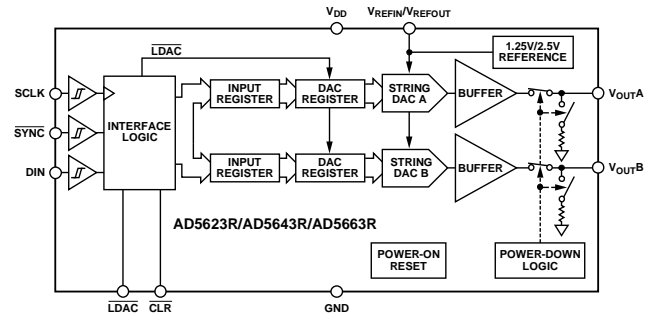 VDD
VREFIN/VREFOUT
LDAC
1.25V/2.5V
REFERENCE
SCLK
SYNC
DIN
INTERFACE
LOGIC
INPUT
REGISTER
DAC
REGISTER
STRING
DAC A
BUFFER
VOUTA
INPUT
REGISTER
DAC
REGISTER
STRING
DAC B
BUFFER
VOUTB
AD5623R/AD5643R/AD5663R
POWER-ON
RESET
POWER-DOWN
LOGIC
LDAC
CLR
GND